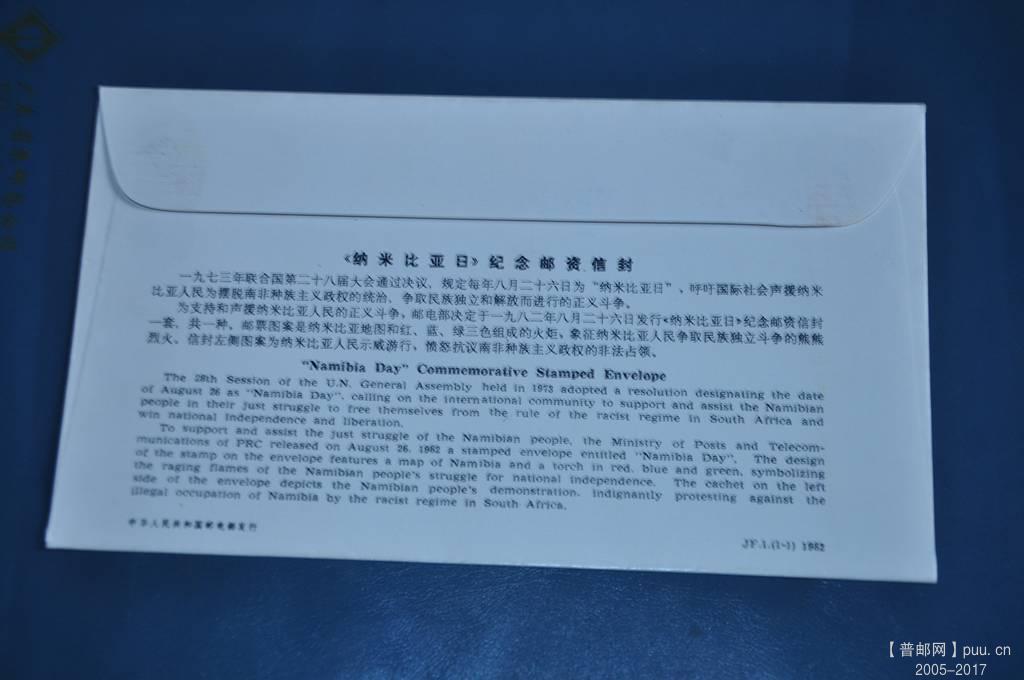 《纳米比亚日》纪念邮资信封
一九七三年联合国第二十八届大会通过决议，规定每年八月二十六日为“纳米比亚日”、呼吁国际社会声援纳米
比亚人民为摆脱南非种族主义政权的统治、争取民族独立和解放而进行的正义斗争。
为支持和声援纳米比亚人民的正义斗争，邮电部决定于一九八二年八月二十六日发行《纳米比亚日》纪念邮资信封
一套，共一种。邮票图案是纳米比亚地图和红、蓝、绿三色组成的火炬，象征纳米比亚人民争取民族独立斗争的熊熊
烈火。信封左侧图案为纳米比亚人民示威游行，愤怒抗议南非种族主义政权的非法占领。
“Namibia Day” Commemorative Stamped Envelope
The 28th Session of the U.N. General Assembly held in 1973 adopted a resolution designating the date
of August 26 as “Namibia Day”, calling on the international community to support and assist the Namibian
people in their just struggle to free themselves from the rule of the racist regime in South Africa and
win national independence and liberation.
To support and assist the just struggle of the Namibian people, the Ministry of Posts and Telecom-
munications of PRC released on August 26, 1982 a stamped envelope entitled “Namibia Day”. The design
of the stamp on the envelope features a map of Namibia and a torch in red, blue and green, symbolizing
the raging flames of the Namibian people's struggle for national independence. The cachet on the left
side of the envelope depicts the Namibian people's demonstration, indignantly protesting against the
illegal occupation of Namibia by the racist regime in South Africa.
中华人民共和国邮电部发行
JF.1.(1-1) 1982
【普邮网】puu.cn
2005-2017